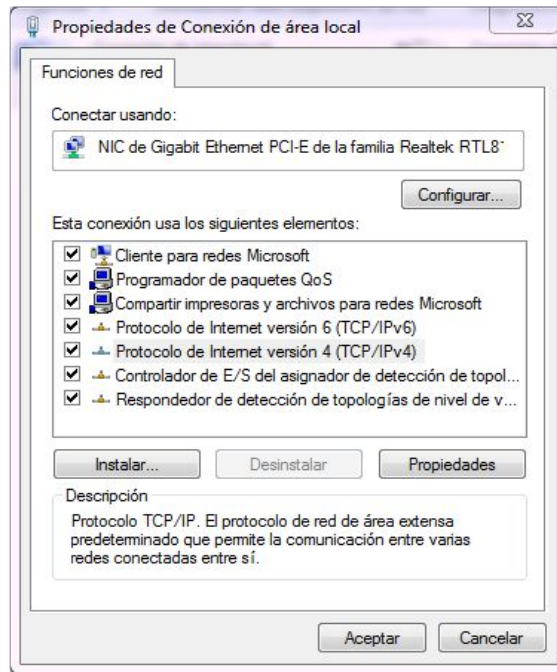 Propiedades de Conexión de área local
Funciones de red
Conectar usando:
NIC de Gigabit Ethernet PCI-E de la familia Realtek RTL8
Configurar...
Esta conexión usa los siguientes elementos:
Cliente para redes Microsoft
Programador de paquetes QoS
Compartir impresoras y archivos para redes Microsoft
Protocolo de Internet versión 6 (TCP/IPv6)
Protocolo de Internet versión 4 (TCP/IPv4)
Controlador de E/S del asignador de detección de topol...
Respondedor de detección de topologías de nivel de v...
Instalar... Desinstalar Propiedades
Descripción
Protocolo TCP/IP. El protocolo de red de área extensa
predeterminado que permite la comunicación entre varias
redes conectadas entre sí.
Aceptar Cancelar